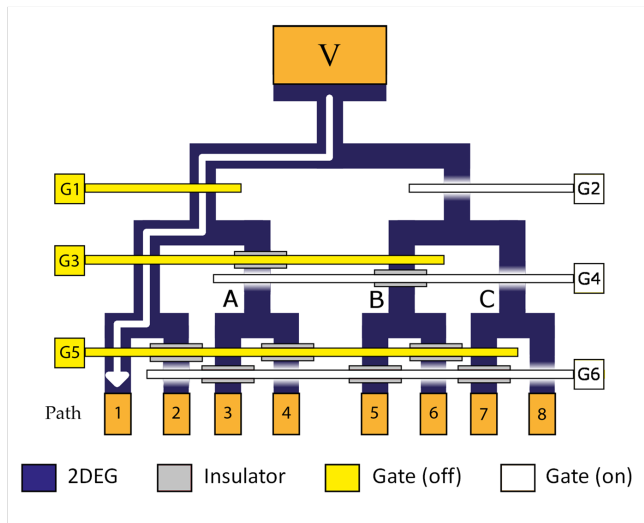 V
G1 G2
G3
G4
A B C
G5
G6
Path 1 2 3 4 5 6 7 8
2DEG Insulator Gate (off) Gate (on)